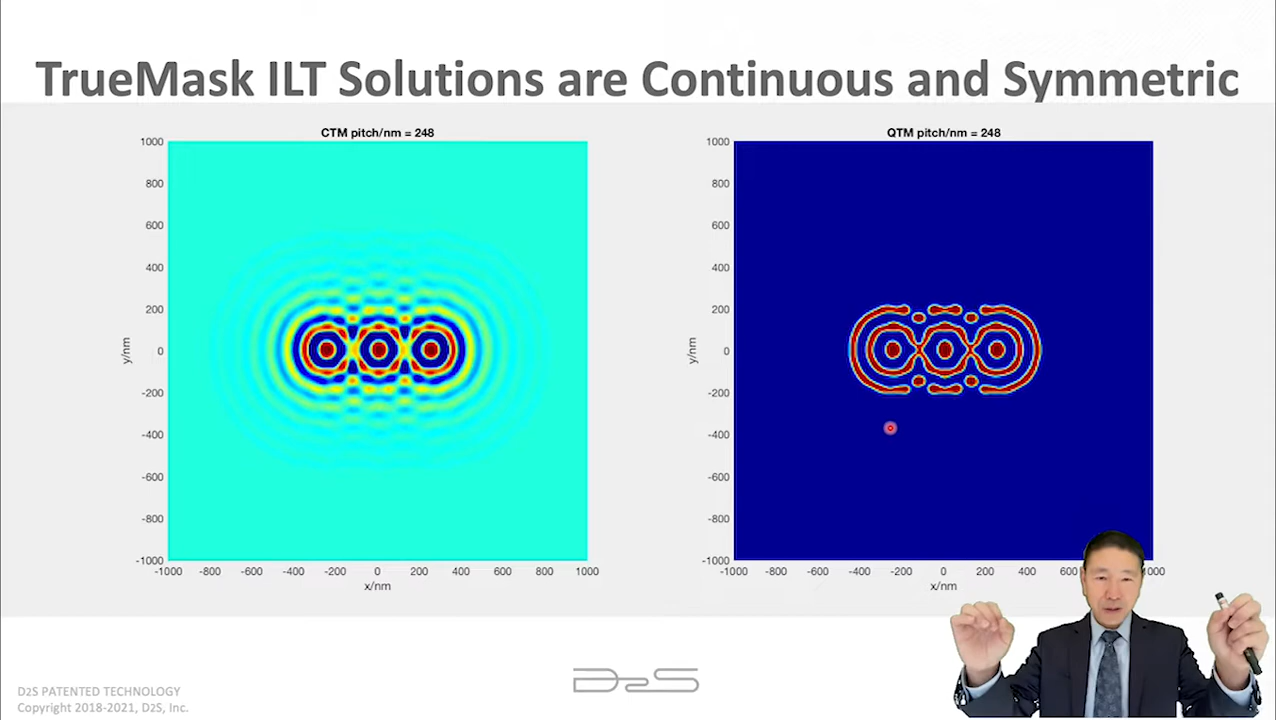 TrueMask ILT Solutions are Continuous and Symmetric
CTM pitch/nm = 248
1000
800
600
400
200
0
-200
-400
-600
-800
-1000
y/nm
-1000 -800 -600 -400 -200 0 200 400 600 800 1000
x/nm
QTM pitch/nm = 248
1000
800
600
400
200
0
-200
-400
-600
-800
-1000
y/nm
-1000 -800 -600 -400 -200 0 200 400 600 000
x/nm
D2S
D2S PATENTED TECHNOLOGY
Copyright 2018-2021, D2S, Inc.